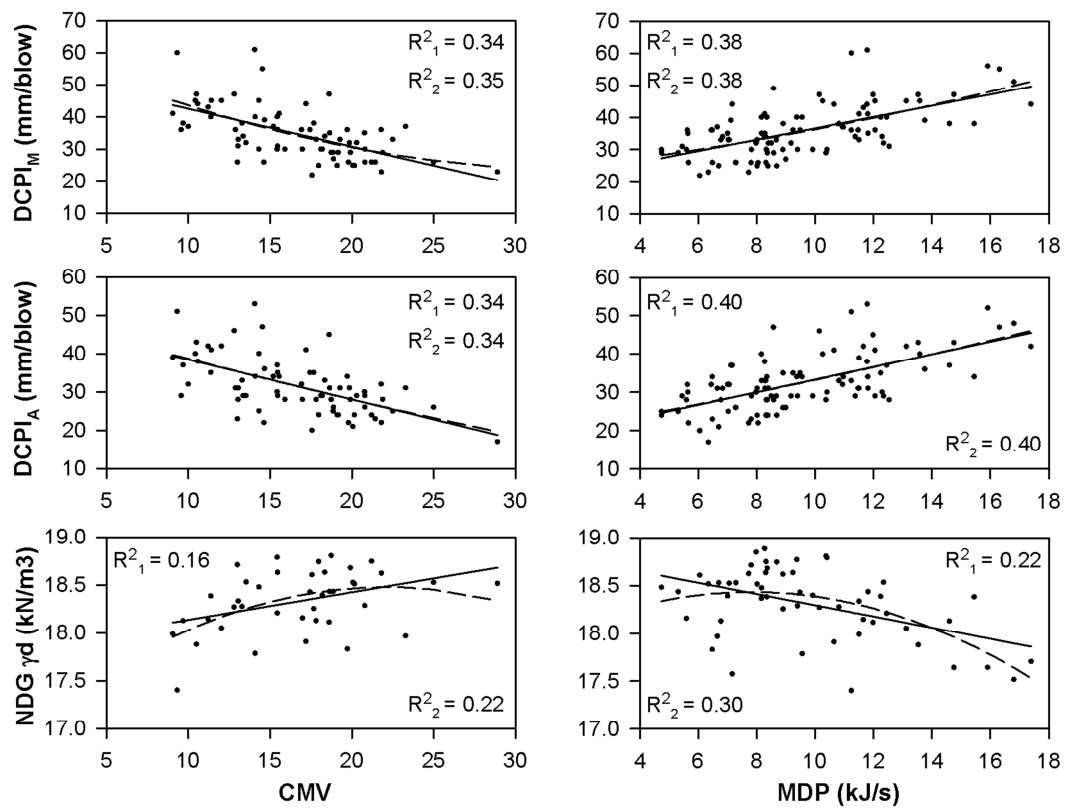 DCPI_M (mm/blow)
70
60
50
40
30
20
10
R²₁ = 0.34
R²₂ = 0.35
5 10 15 20 25 30
70
60
50
40
30
20
10
R²₁ = 0.38
R²₂ = 0.38
4 6 8 10 12 14 16 18
DCPI_A (mm/blow)
60
50
40
30
20
10
R²₁ = 0.34
R²₂ = 0.34
5 10 15 20 25 30
60
50
40
30
20
10
R²₁ = 0.40
R²₂ = 0.40
4 6 8 10 12 14 16 18
NDG γd (kN/m3)
19.0
18.5
18.0
17.5
17.0
R²₁ = 0.16
R²₂ = 0.22
5 10 15 20 25 30
CMV
19.0
18.5
18.0
17.5
17.0
R²₁ = 0.22
R²₂ = 0.30
4 6 8 10 12 14 16 18
MDP (kJ/s)